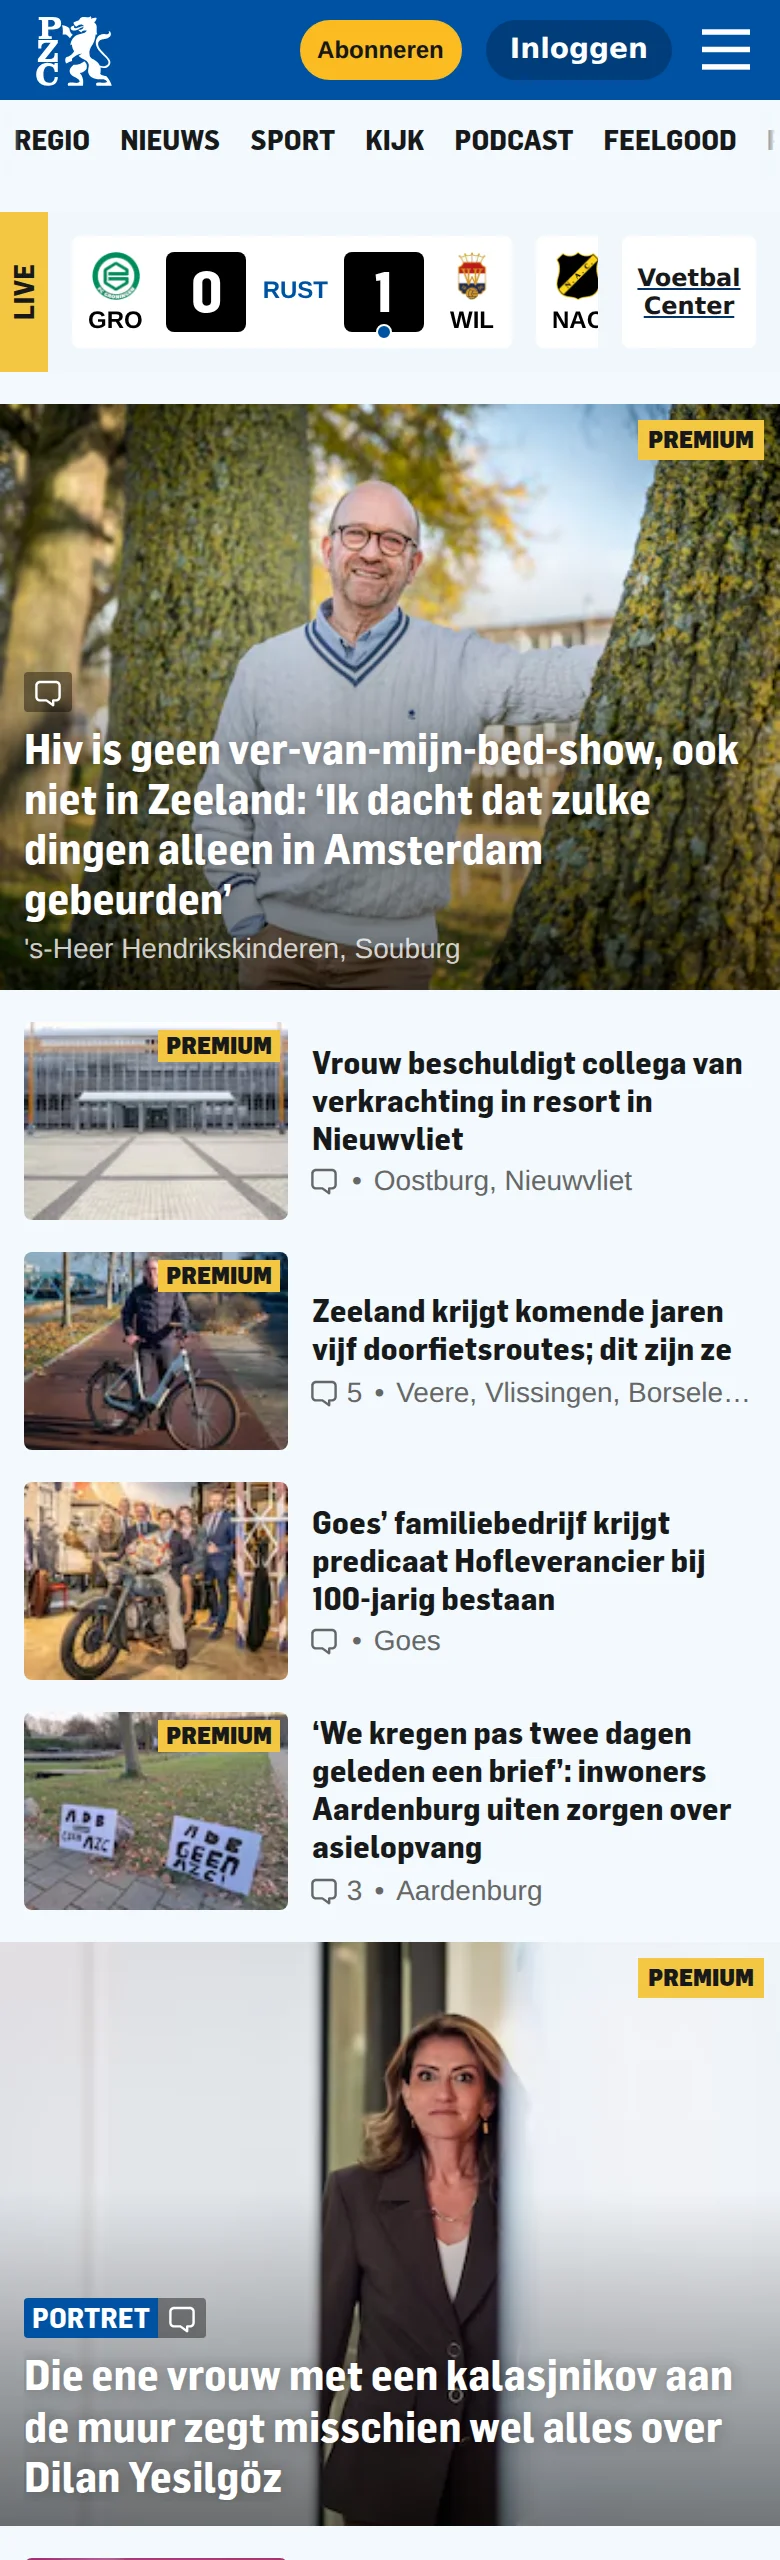 PZC
Abonneren
Inloggen
REGIO NIEUWS SPORT KIJK PODCAST FEELGOOD
LIVE
GRO
0
RUST
1
WIL
NAC
Voetbal
Center
PREMIUM
Hiv is geen ver-van-mijn-bed-show, ook
niet in Zeeland: ‘Ik dacht dat zulke
dingen alleen in Amsterdam
gebeurden’
's-Heer Hendrikskinderen, Souburg
PREMIUM
Vrouw beschuldigt collega van
verkrachting in resort in
Nieuwvliet
• Oostburg, Nieuwvliet
PREMIUM
Zeeland krijgt komende jaren
vijf doorfietsroutes; dit zijn ze
5 • Veere, Vlissingen, Borsele…
Goes’ familiebedrijf krijgt
predicaat Hofleverancier bij
100-jarig bestaan
• Goes
PREMIUM
ADB
GEEN
AZC!
‘We kregen pas twee dagen
geleden een brief’: inwoners
Aardenburg uiten zorgen over
asielopvang
3 • Aardenburg
PREMIUM
PORTRET
Die ene vrouw met een kalasjnikov aan
de muur zegt misschien wel alles over
Dilan Yesilgöz